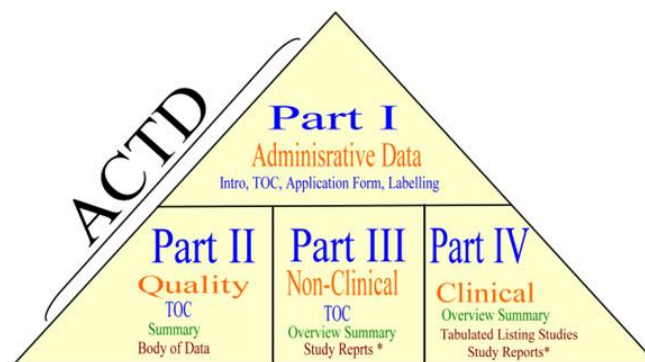 ACTD
Part I
Adminisrative Data
Intro, TOC, Application Form, Labelling
Part II
Quality
TOC
Summary
Body of Data
Part III
Non-Clinical
TOC
Overview Summary
Study Reprts *
Part IV
Clinical
Overview Summary
Tabulated Listing Studies
Study Reports*